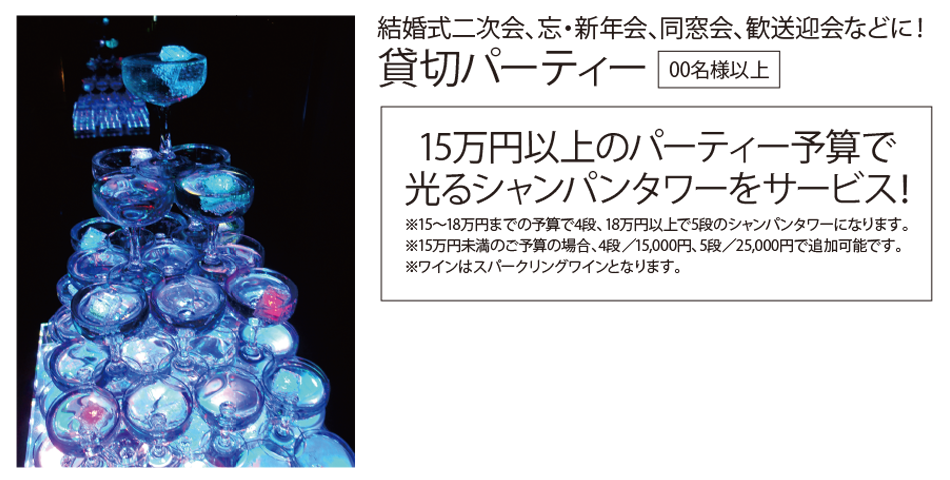 結婚式二次会、忘・新年会、同窓会、歓送迎会などに！
貸切パーティー 00名様以上
15万円以上のパーティー予算で
光るシャンパンタワーをサービス！
※15～18万円までの予算で4段、18万円以上で5段のシャンパンタワーになります。
※15万円未満のご予算の場合、4段／15,000円、5段／25,000円で追加可能です。
※ワインはスパークリングワインとなります。